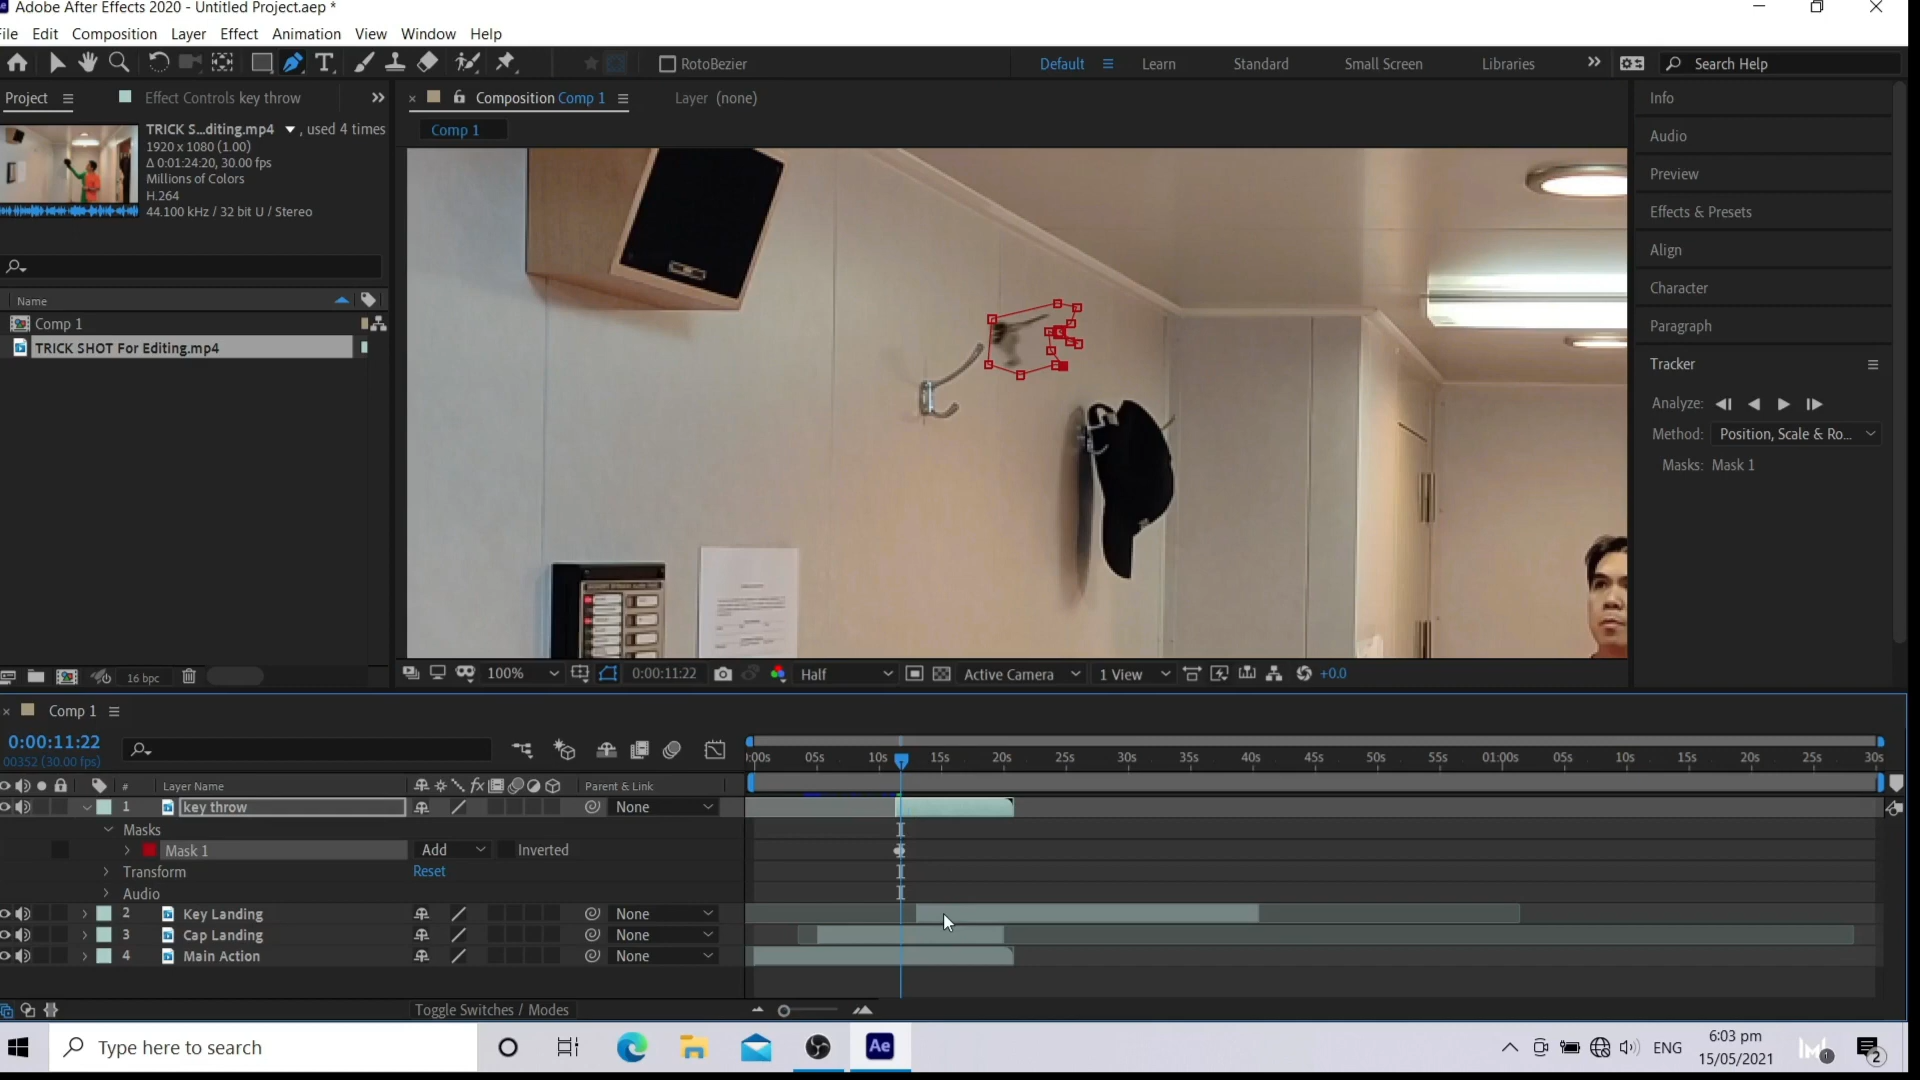 Adobe After Effects 2020 - Untitled Project.aep *
File Edit Composition Layer Effect Animation View Window Help
T RotoBezier Default Learn Standard Small Screen Libraries Search Help
Project Effect Controls key throw Composition Comp 1 Layer (none) Info
TRICK S...diting.mp4 , used 4 times Comp 1
1920 x 1080 (1.00) Audio
Δ 0:01:24:20, 30.00 fps
Millions of Colors Preview
H.264
44.100 kHz / 32 bit U / Stereo Effects & Presets
Align
Character
Name
Comp 1 Paragraph
TRICK SHOT For Editing.mp4
Tracker
Analyze:
Method: Position, Scale & Ro...
Masks: Mask 1
16 bpc 100% 0:00:11:22 Half Active Camera 1 View +0.0
Comp 1
0:00:11:22
00352 (30.00 fps) :00s 05s 10s 15s 20s 25s 30s 35s 40s 45s 50s 55s 01:00s 05s 10s 15s 20s 25s 30s
# Layer Name fx Parent & Link
1 key throw None
Masks
Mask 1 Add Inverted
Transform Reset
Audio
2 Key Landing None
3 Cap Landing None
4 Main Action None
Toggle Switches / Modes
Type here to search Ae ENG 6:03 pm
15/05/2021 1 2